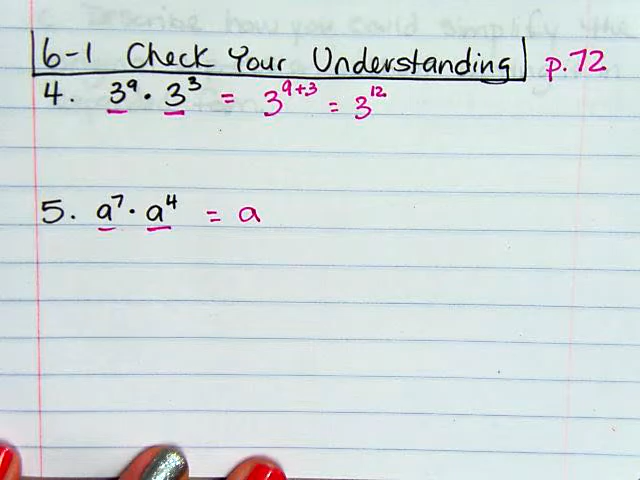 6-1 Check Your Understanding p.72
4. 3⁹ · 3³ = 3⁹⁺³ = 3¹²
5. a⁷ · a⁴ = a